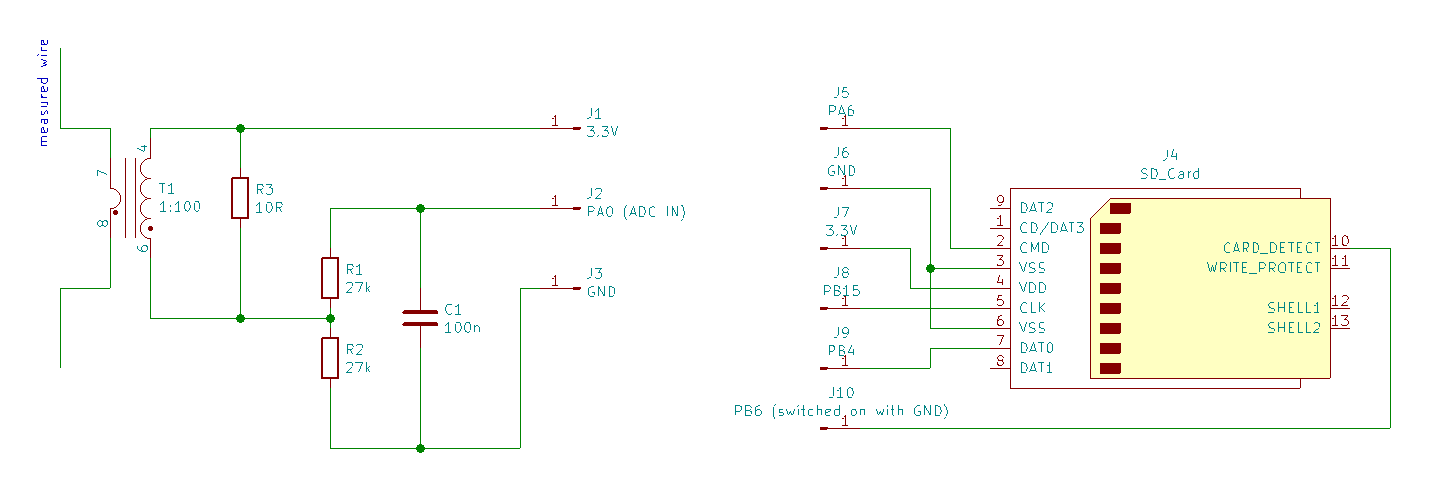 measured wire
7
8
4
6
T1
1:100
R3
10R
1
J1
3.3V
1
J2
PA0 (ADC IN)
R1
27k
1
J3
GND
C1
100n
R2
27k
J5
PA6
1
J6
GND
1
J7
3.3V
1
J8
PB15
1
J9
PB4
1
J10
PB6 (switched on with GND)
1
J4
SD_Card
9 DAT2
1 CD/DAT3
2 CMD
3 VSS
4 VDD
5 CLK
6 VSS
7 DAT0
8 DAT1
CARD_DETECT 10
WRITE_PROTECT 11
SHELL1 12
SHELL2 13